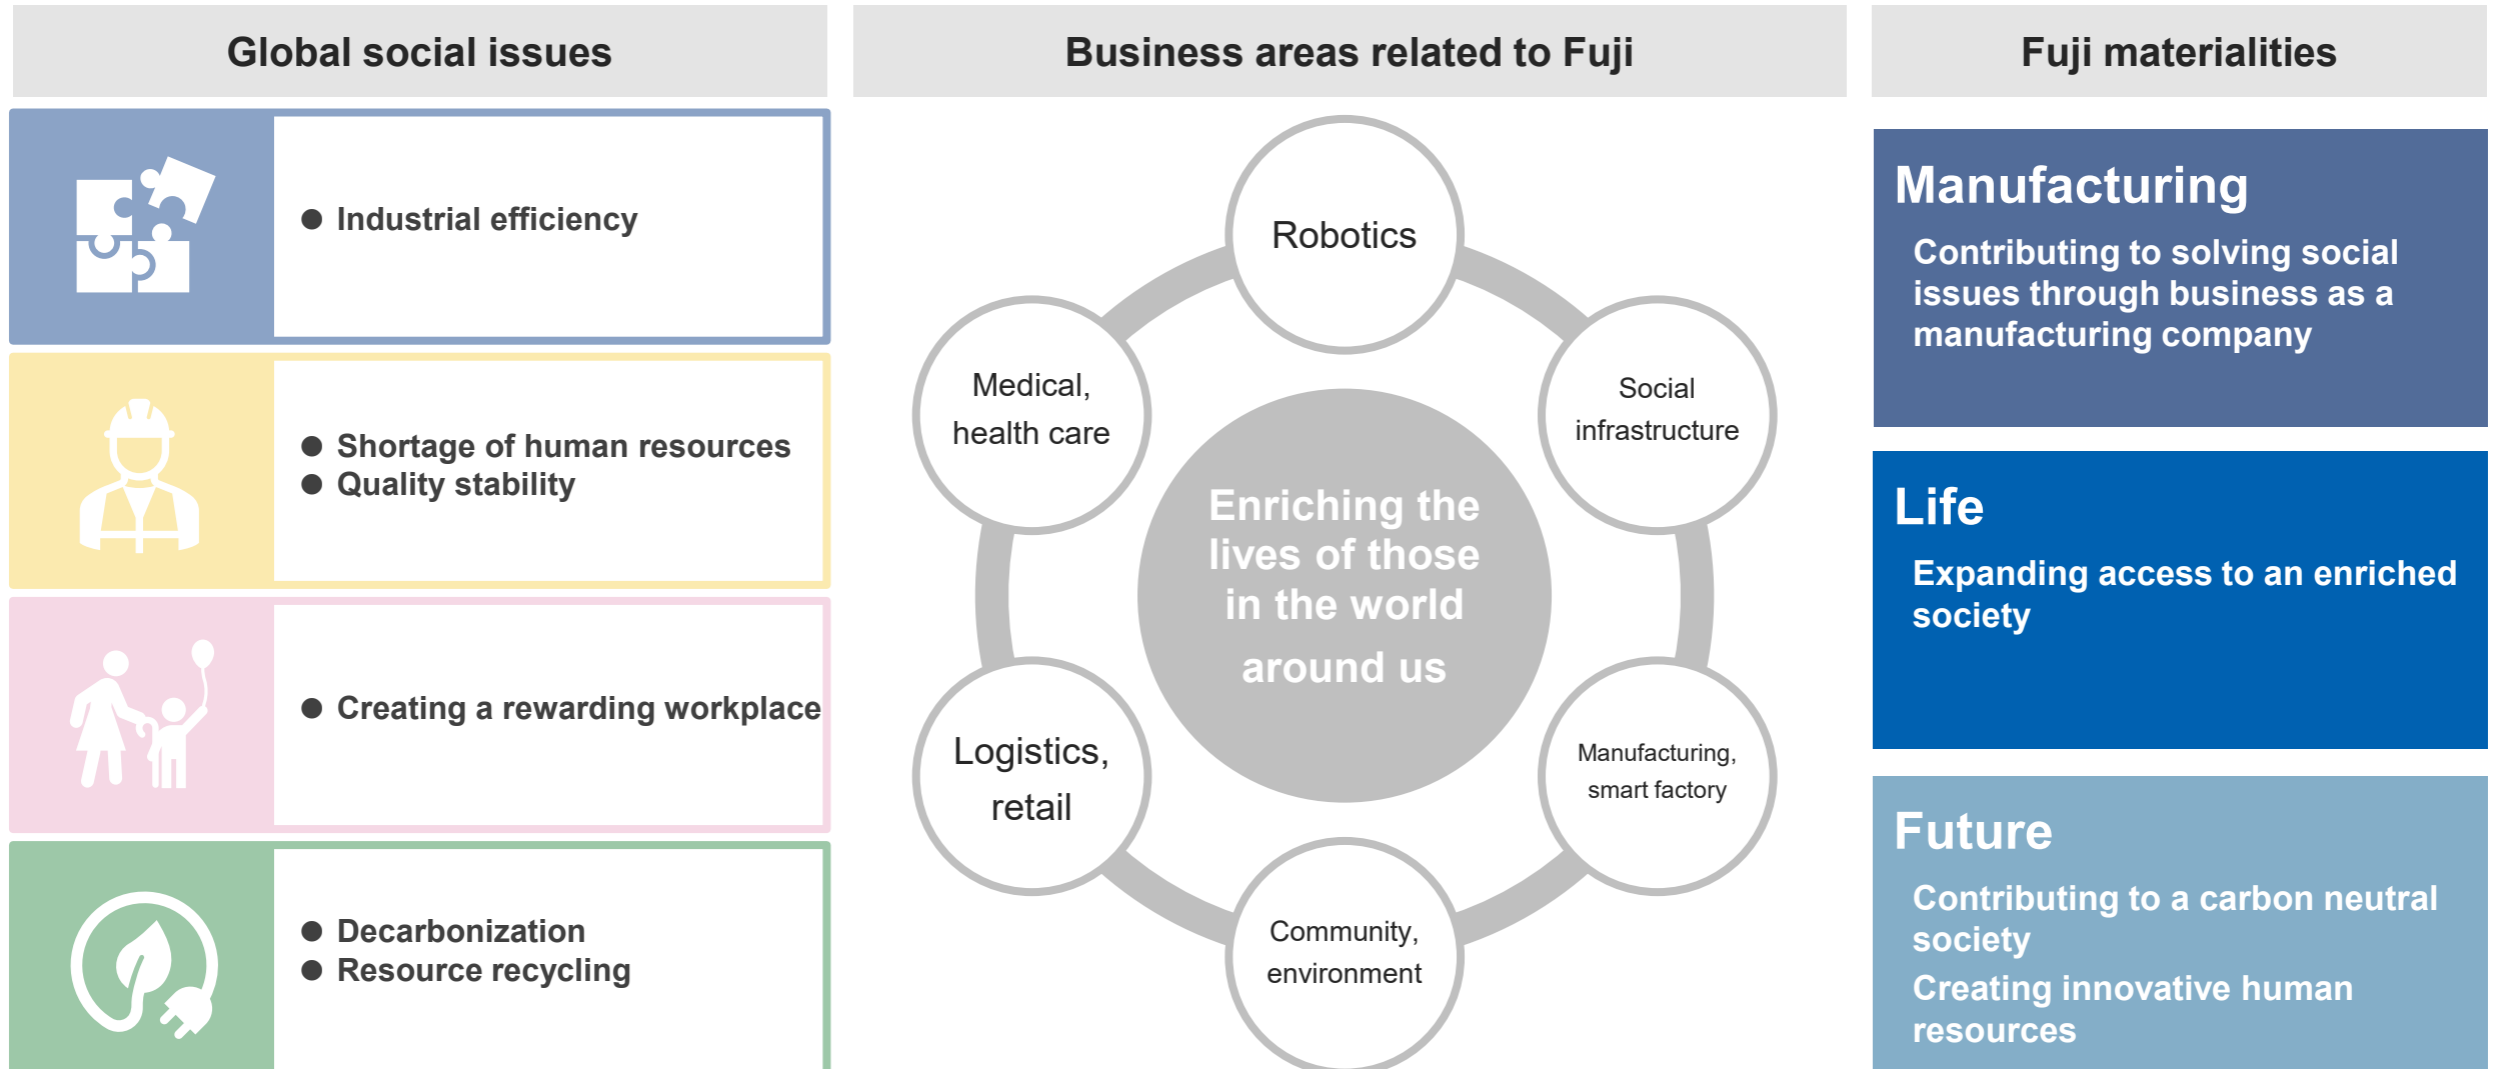 Global social issues
● Industrial efficiency
● Shortage of human resources
● Quality stability
● Creating a rewarding workplace
● Decarbonization
● Resource recycling
Business areas related to Fuji
Robotics
Social
infrastructure
Manufacturing,
smart factory
Community,
environment
Logistics,
retail
Medical,
health care
Enriching the
lives of those
in the world
around us
Fuji materialities
Manufacturing
Contributing to solving social
issues through business as a
manufacturing company
Life
Expanding access to an enriched
society
Future
Contributing to a carbon neutral
society
Creating innovative human
resources